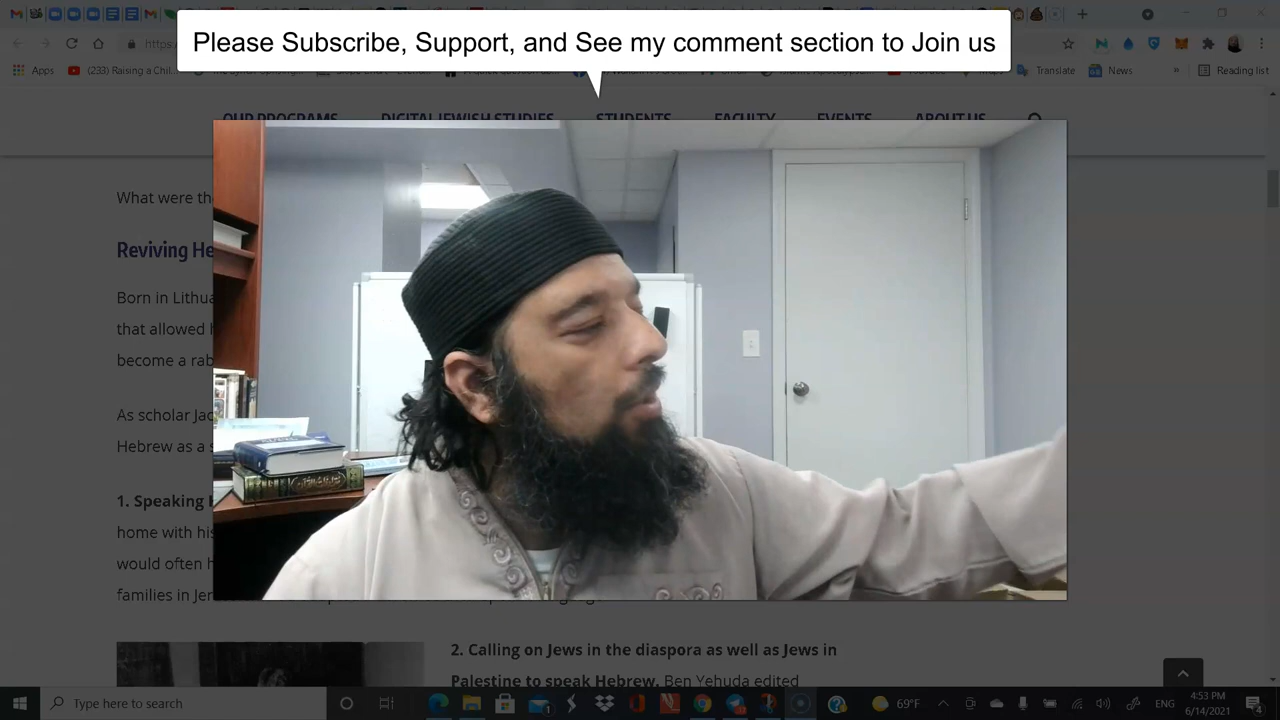 Please Subscribe, Support, and See my comment section to Join us
https:
Apps
(233) Raising a Chil
Translate
News
»
Reading list
OUR PROGRAMS
DIGITAL JEWISH STUDIES
STUDENTS
FACULTY
EVENTS
ABOUT US
What were th
Reviving He
Born in Lithua
that allowed h
become a rab
As scholar Jac
Hebrew as a s
1. Speaking
home with his
would often h
families in Jer
2. Calling on Jews in the diaspora as well as Jews in
Palestine to speak Hebrew. Ben Yehuda edited
Type here to search
69°F
ENG
4:53 PM
6/14/2021